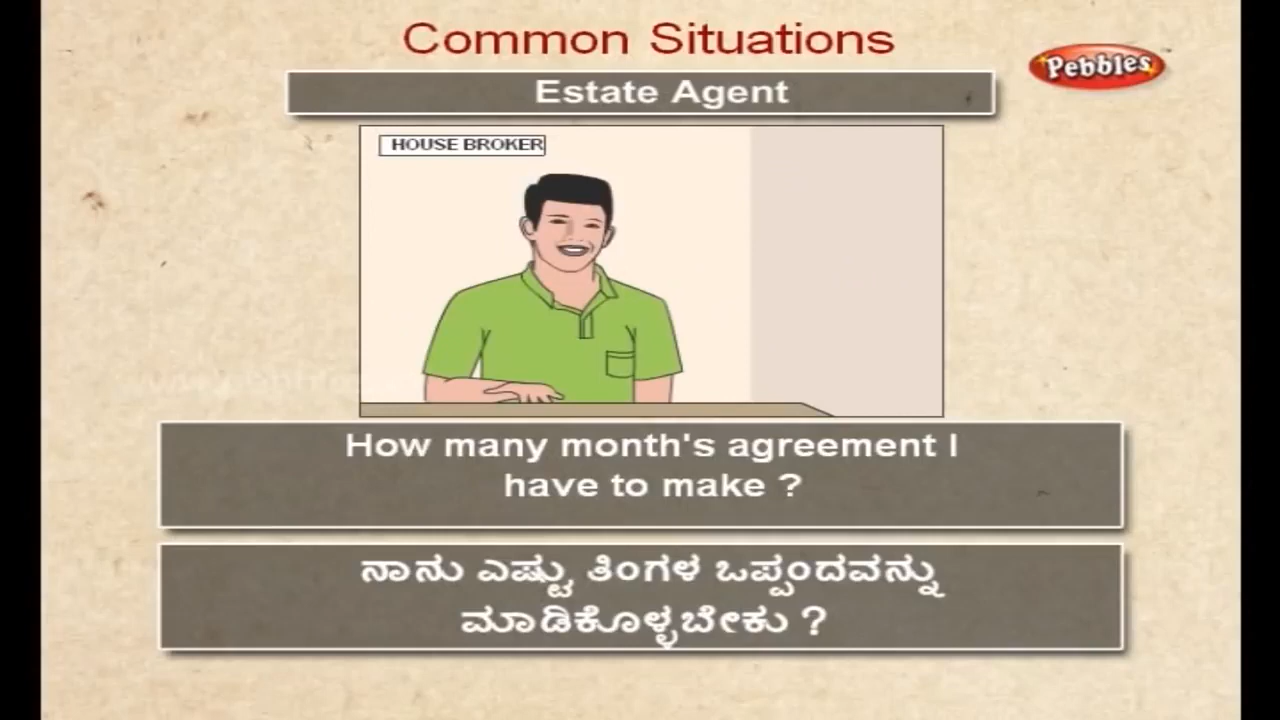 Common Situations
Pebbles
Estate Agent
HOUSE BROKER
How many month's agreement I
have to make ?
ನಾನು ಎಷ್ಟು ತಿಂಗಳ ಒಪ್ಪಂದವನ್ನು
ಮಾಡಿಕೊಳ್ಳಬೇಕು ?